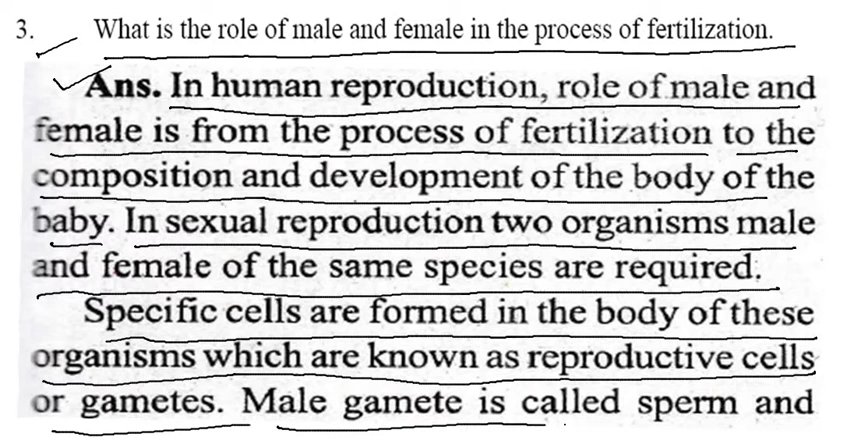 3. What is the role of male and female in the process of fertilization.
Ans. In human reproduction, role of male and
female is from the process of fertilization to the
composition and development of the body of the
baby. In sexual reproduction two organisms male
and female of the same species are required.
Specific cells are formed in the body of these
organisms which are known as reproductive cells
or gametes. Male gamete is called sperm and